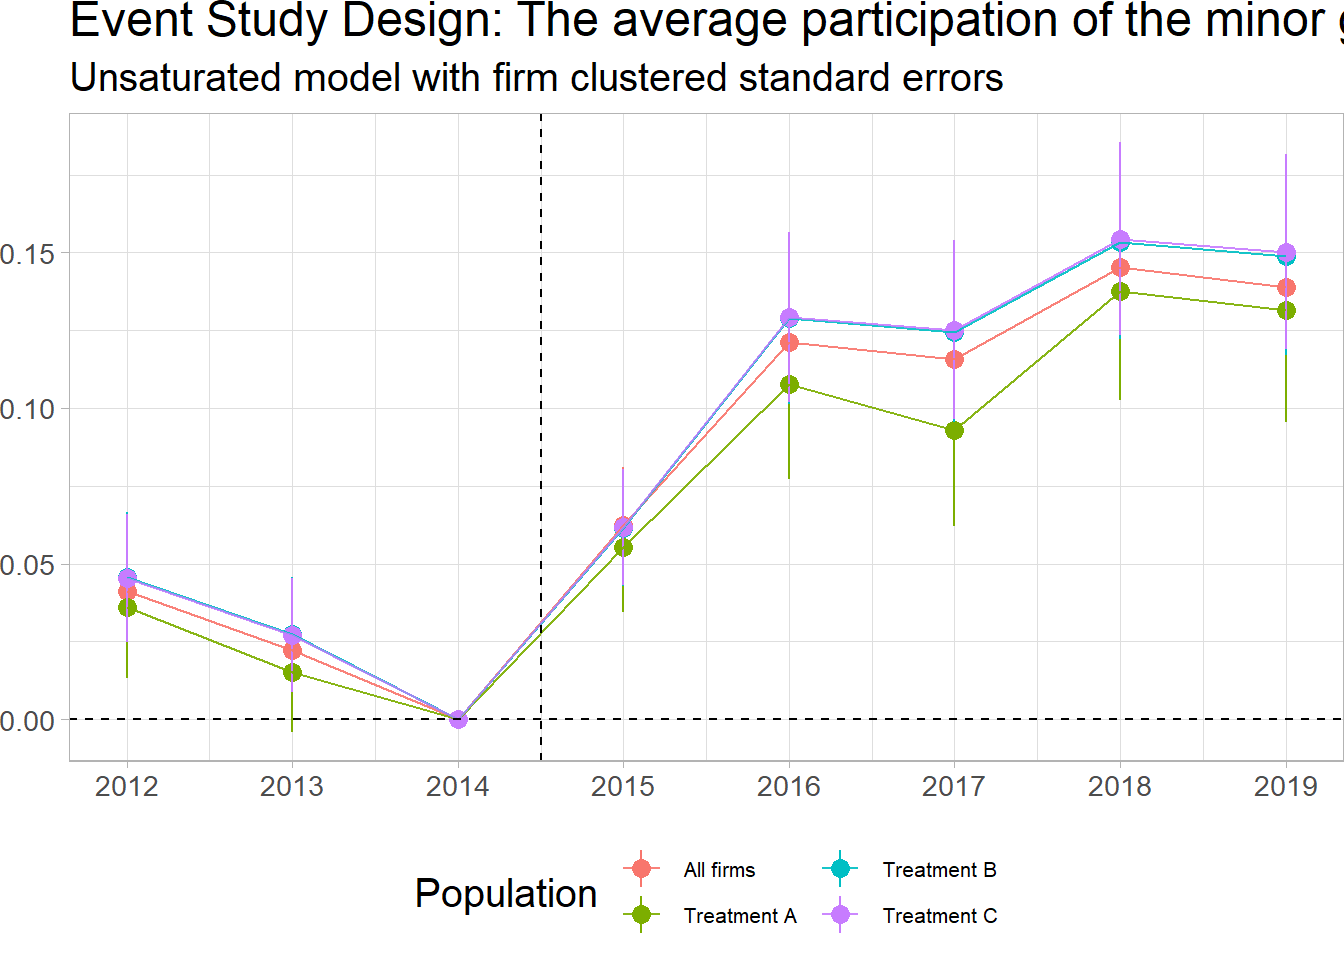 Event Study Design: The average participation of the minor
Unsaturated model with firm clustered standard errors
0.15
0.10
0.05
0.00
2012 2013 2014 2015 2016 2017 2018 2019
Population
All firms
Treatment A
Treatment B
Treatment C